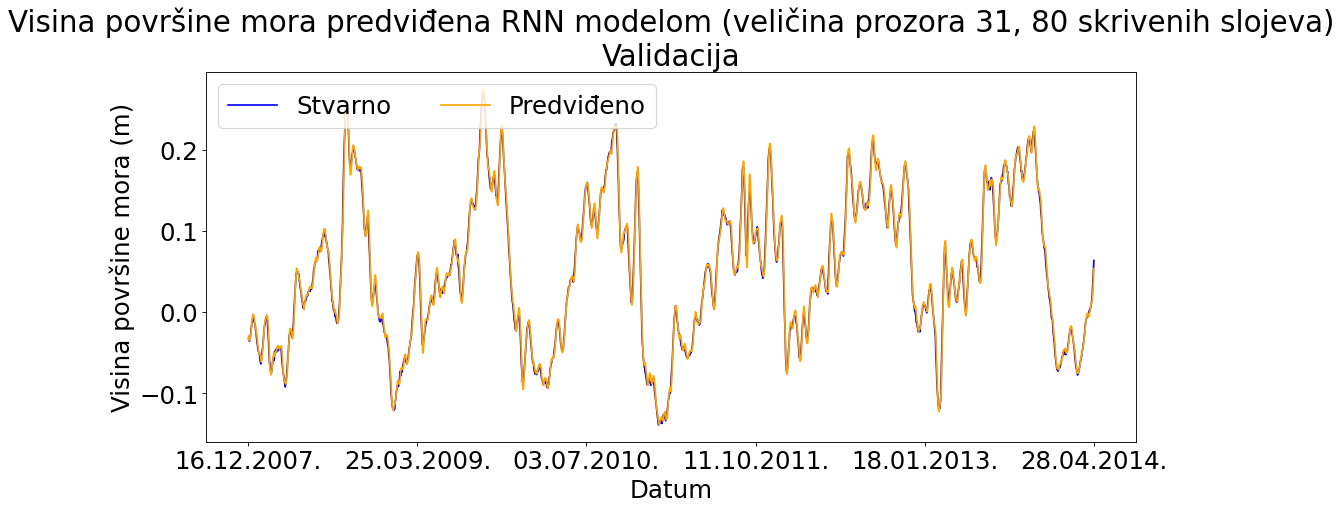 Visina površine mora predviđena RNN modelom (veličina prozora 31, 80 skrivenih slojeva)
Validacija
Stvarno
Predviđeno
Visina površine mora (m)
0.2
0.1
0.0
−0.1
16.12.2007.
25.03.2009.
03.07.2010.
11.10.2011.
18.01.2013.
28.04.2014.
Datum